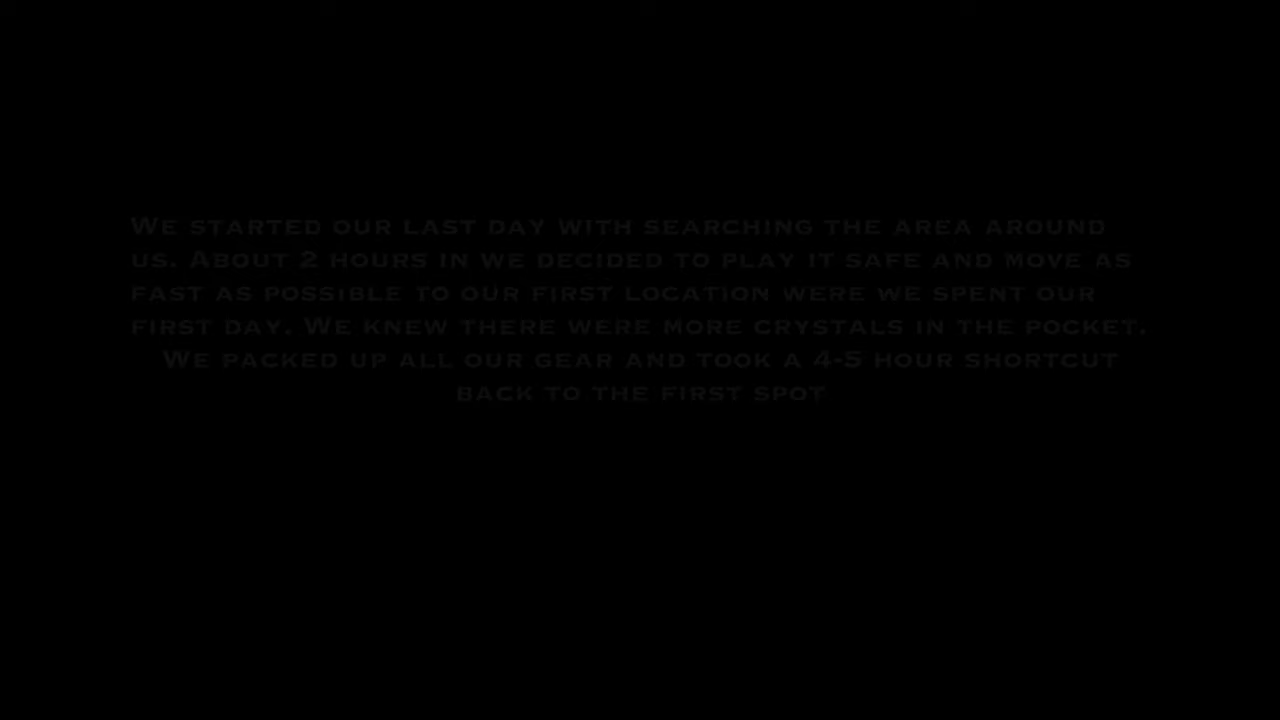 We started our last day with searching the area around
us. About 2 hours in we decided to play it safe and move as
fast as possible to our first location were we spent our
first day. We knew there were more crystals in the pocket.
We packed up all our gear and took a 4-5 hour shortcut
back to the first spot